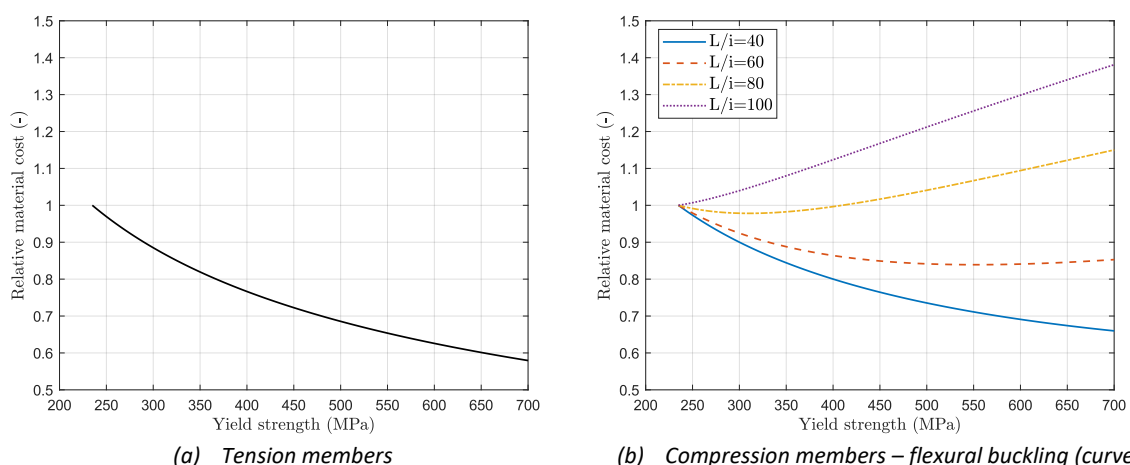 1.5
1.4
1.3
1.2
1.1
1
0.9
0.8
0.7
0.6
0.5
Relative material cost (-)
200 250 300 350 400 450 500 550 600 650 700
Yield strength (MPa)
(a) Tension members
1.5
1.4
1.3
1.2
1.1
1
0.9
0.8
0.7
0.6
0.5
Relative material cost (-)
L/i=40
L/i=60
L/i=80
L/i=100
200 250 300 350 400 450 500 550 600 650 700
Yield strength (MPa)
(b) Compression members – flexural buckling (curve